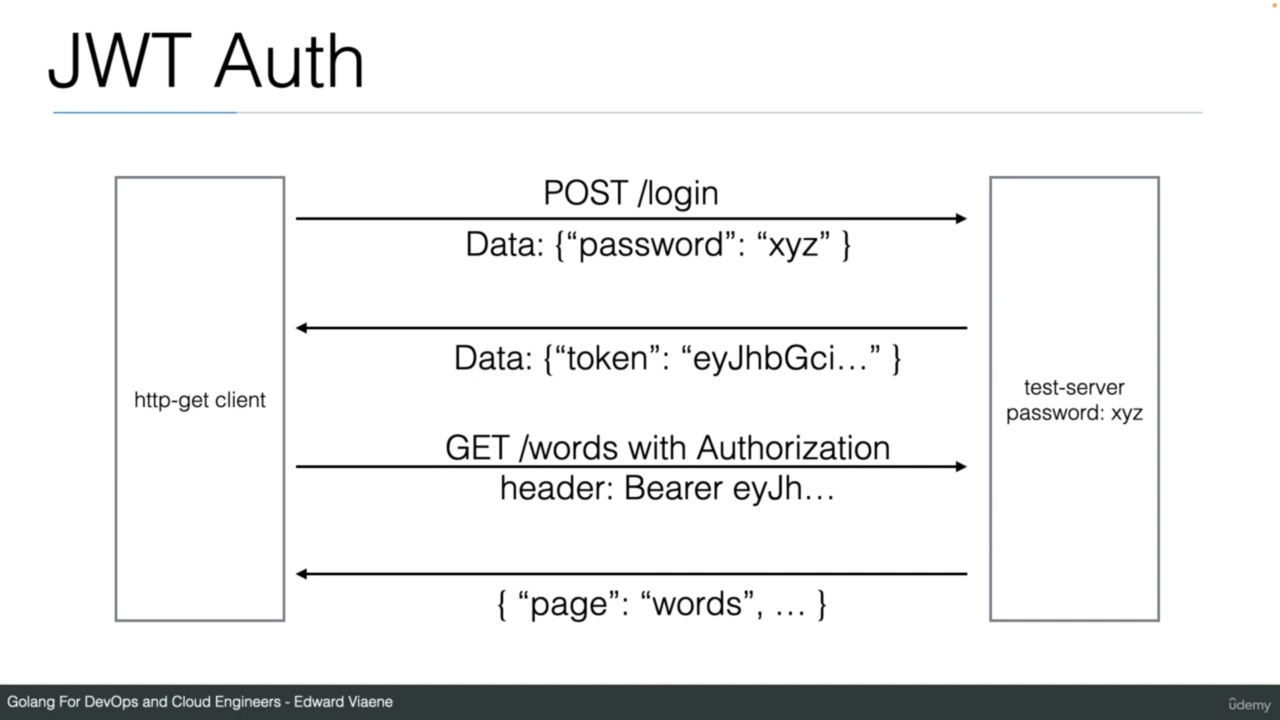 JWT Auth
POST /login
Data: {“password”: “xyz” }
Data: {“token”: “eyJhbGci…” }
http-get client
test-server
password: xyz
GET /words with Authorization
header: Bearer eyJh…
{ “page”: “words”, … }
Golang For DevOps and Cloud Engineers - Edward Viaene
ûdemy